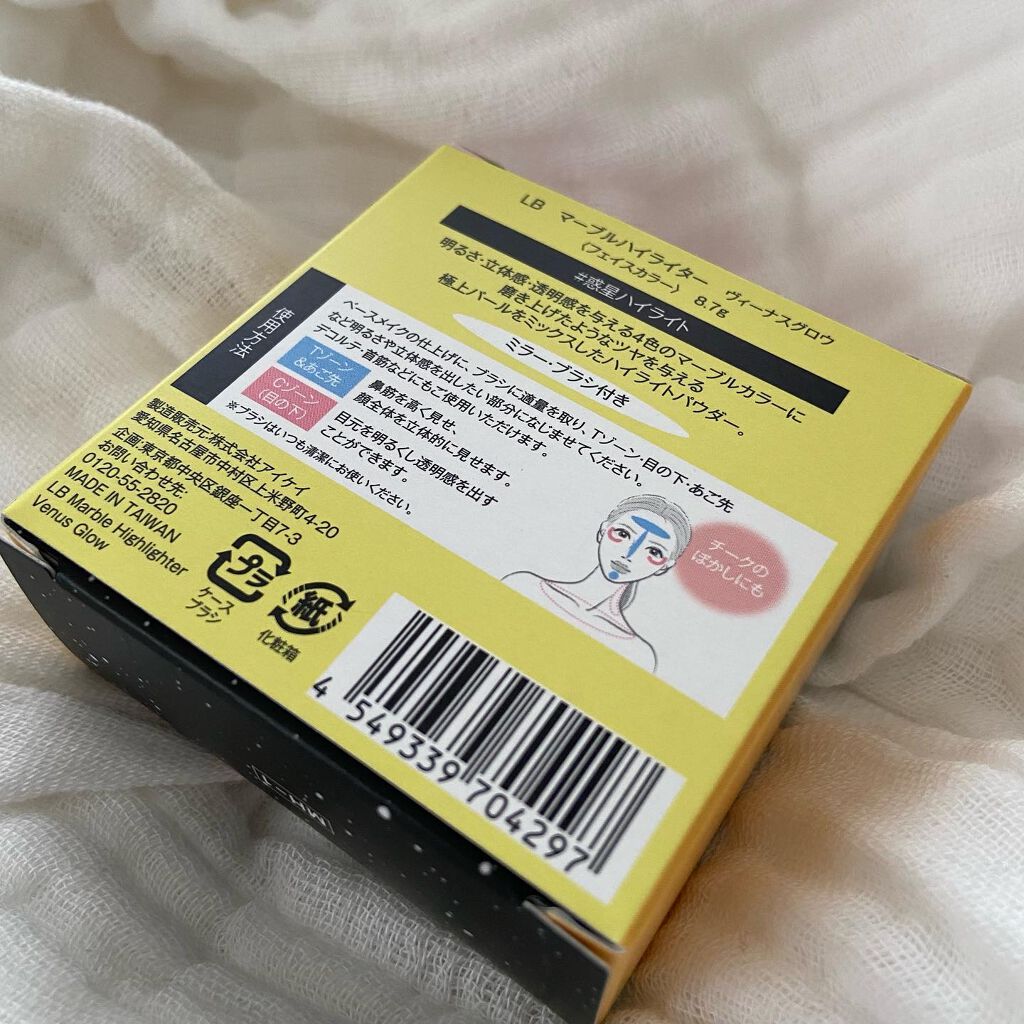 LB マーブルハイライター ヴィーナスグロウ
(フェイスカラー) 8.7g
#惑星ハイライト
明るさ・立体感・透明感を与える4色のマーブルカラーに
磨き上げたようなツヤを与える
極上パールをミックスしたハイライトパウダー。
ミラー・ブラシ付き
使用方法
ベースメイクの仕上げに、ブラシに適量を取り、Tゾーン・目の下・あご先
など明るさや立体感を出したい部分になじませてください。
デコルテ・首筋などにもご使用いただけます。
Tゾーン
&あご先
鼻筋を高く見せ、
顔全体を立体的に見せます。
Cゾーン
(目の下)
目元を明るくし透明感を出す
ことができます。
※ブラシはいつも清潔にお使いください。
チークの
ぼかしにも
製造販売元:株式会社アイケイ
愛知県名古屋市中村区上米野町4-20
企画:東京都中央区銀座一丁目7-3
お問い合わせ先:
0120-55-2820
MADE IN TAIWAN
LB Marble Highlighter
Venus Glow
プラ
ケース
ブラシ
紙
化粧箱
4 549339 704297